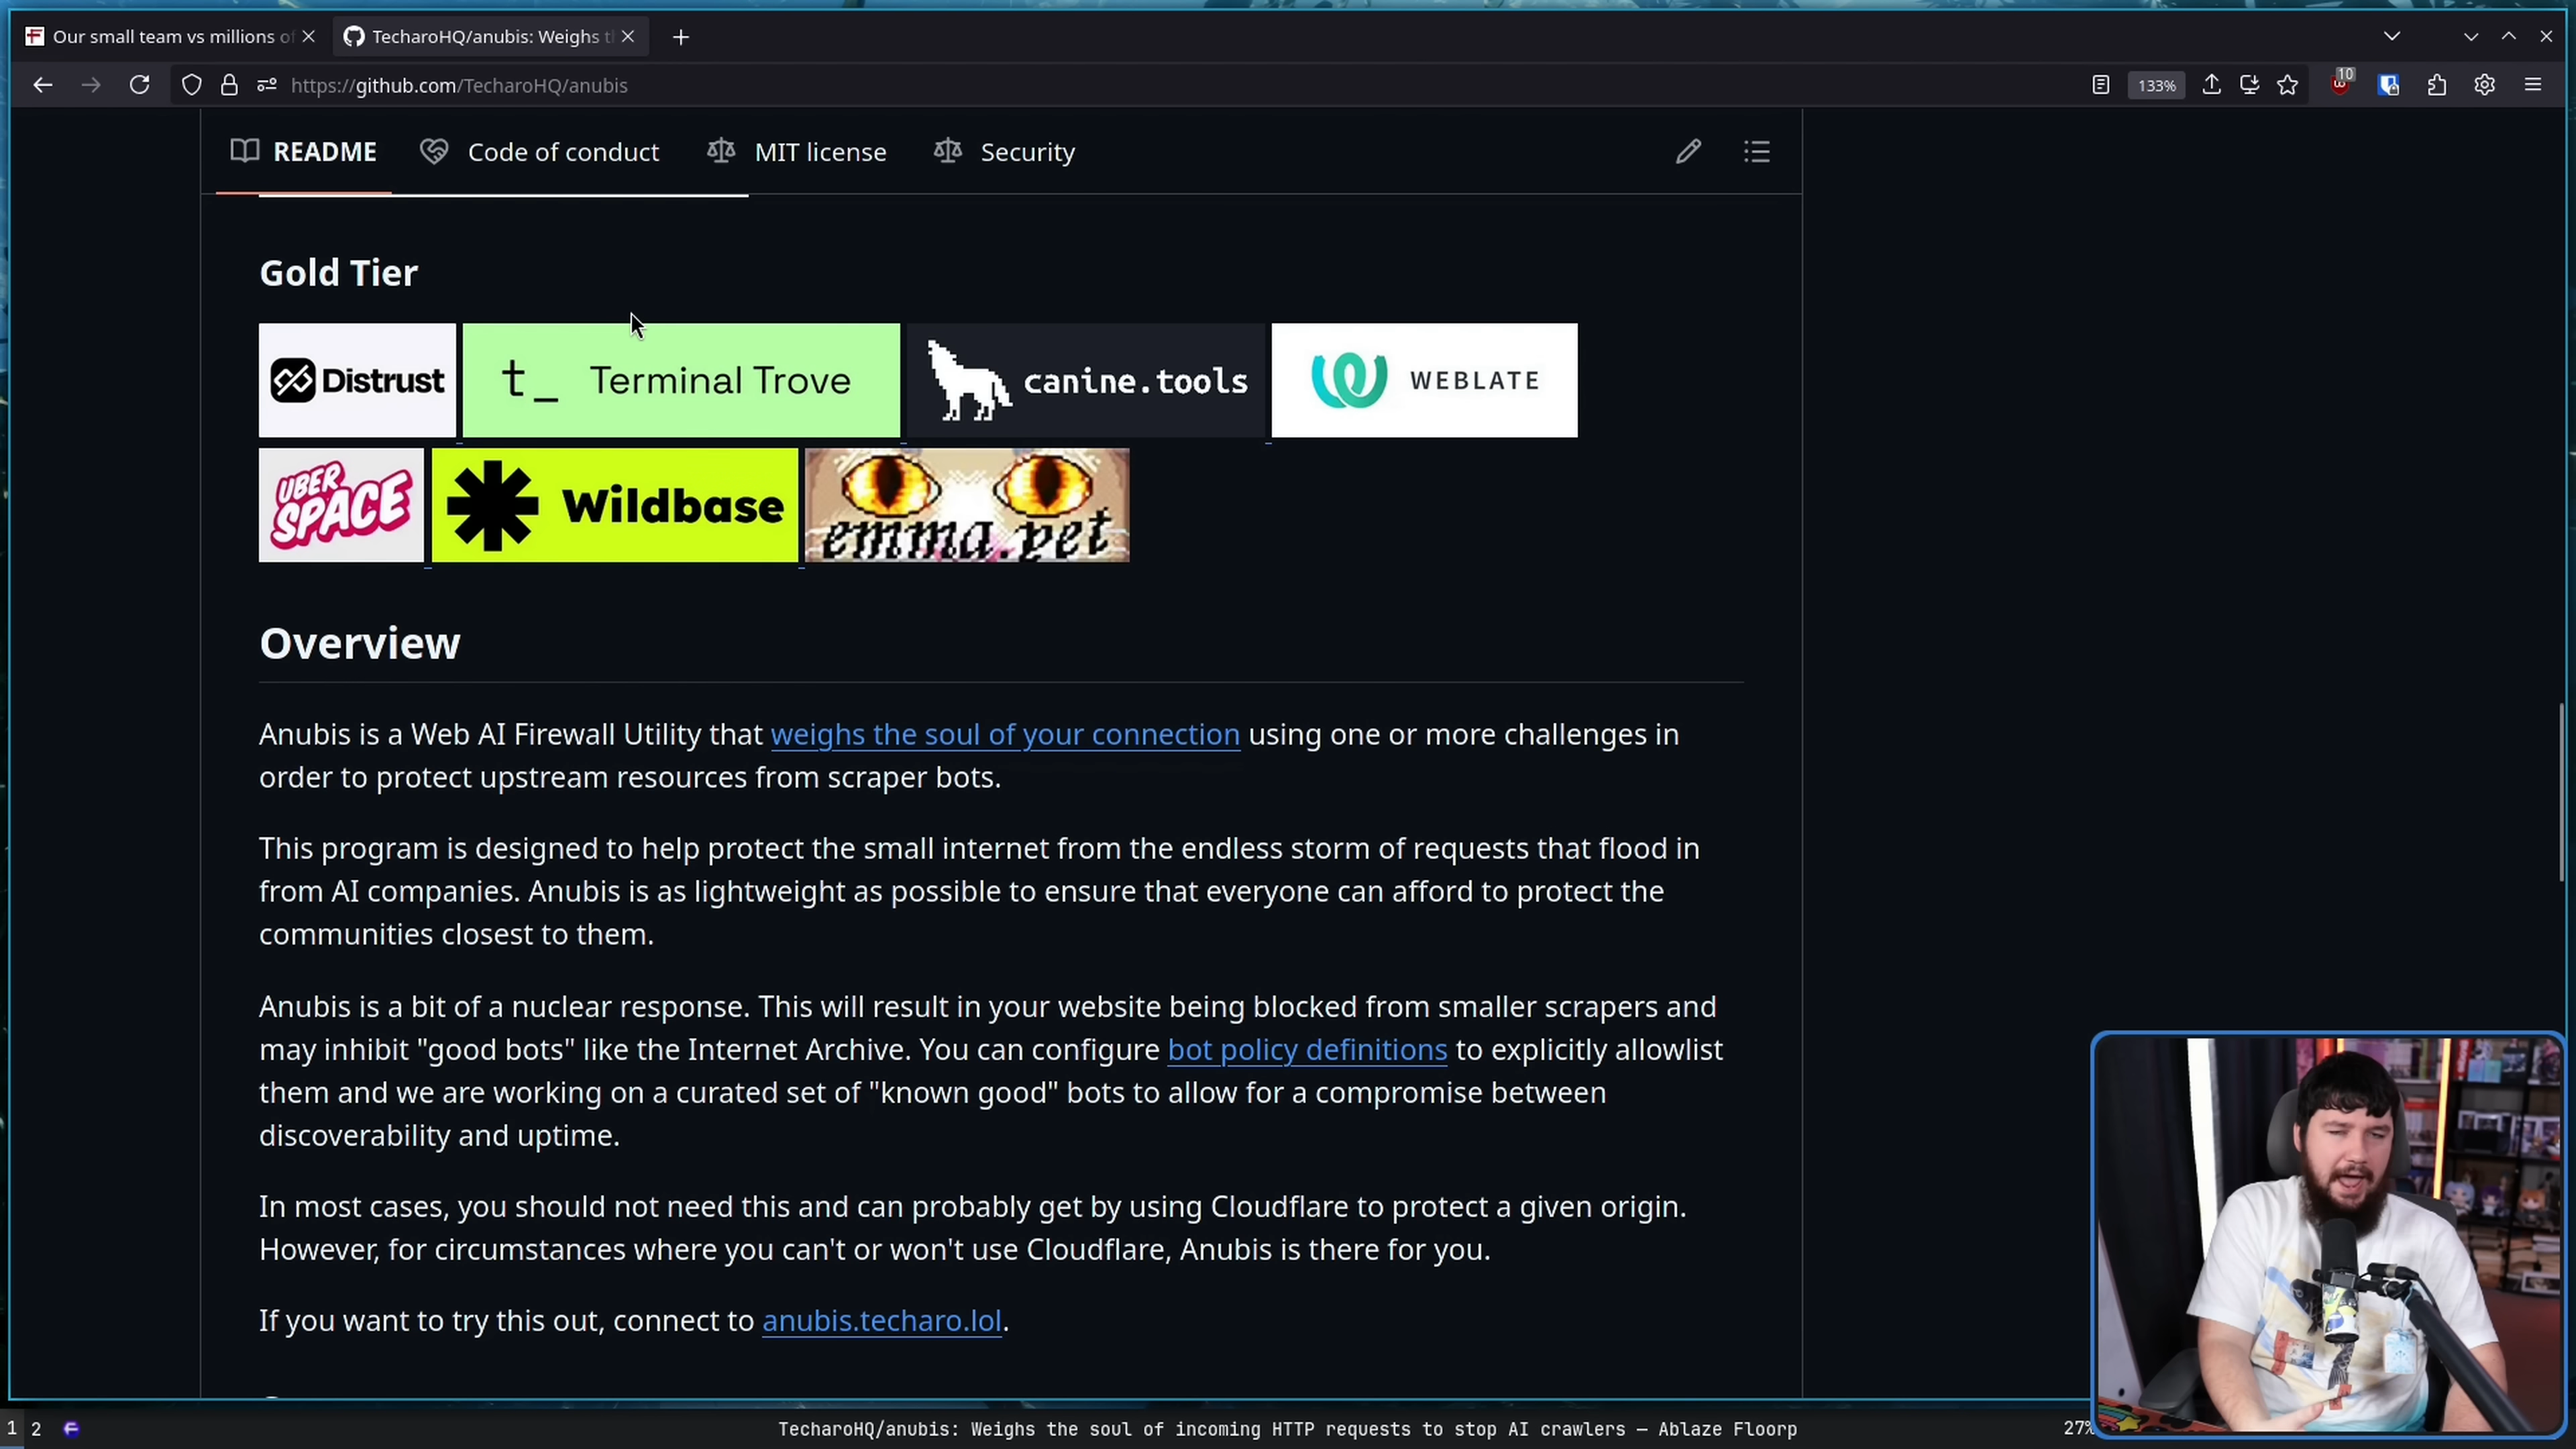 Our small team vs millions of
TecharoHQ/anubis: Weighs t
https://github.com/TecharoHQ/anubis
133%
10
README
Code of conduct
MIT license
Security
Gold Tier
Distrust
t_ Terminal Trove
canine.tools
WEBLATE
UBER
SPACE
Wildbase
emma.pet
Overview
Anubis is a Web AI Firewall Utility that weighs the soul of your connection using one or more challenges in
order to protect upstream resources from scraper bots.
This program is designed to help protect the small internet from the endless storm of requests that flood in
from AI companies. Anubis is as lightweight as possible to ensure that everyone can afford to protect the
communities closest to them.
Anubis is a bit of a nuclear response. This will result in your website being blocked from smaller scrapers and
may inhibit "good bots" like the Internet Archive. You can configure bot policy definitions to explicitly allowlist
them and we are working on a curated set of "known good" bots to allow for a compromise between
discoverability and uptime.
In most cases, you should not need this and can probably get by using Cloudflare to protect a given origin.
However, for circumstances where you can't or won't use Cloudflare, Anubis is there for you.
If you want to try this out, connect to anubis.techaro.lol.
1 2
TecharoHQ/anubis: Weighs the soul of incoming HTTP requests to stop AI crawlers — Ablaze Floorp
27%